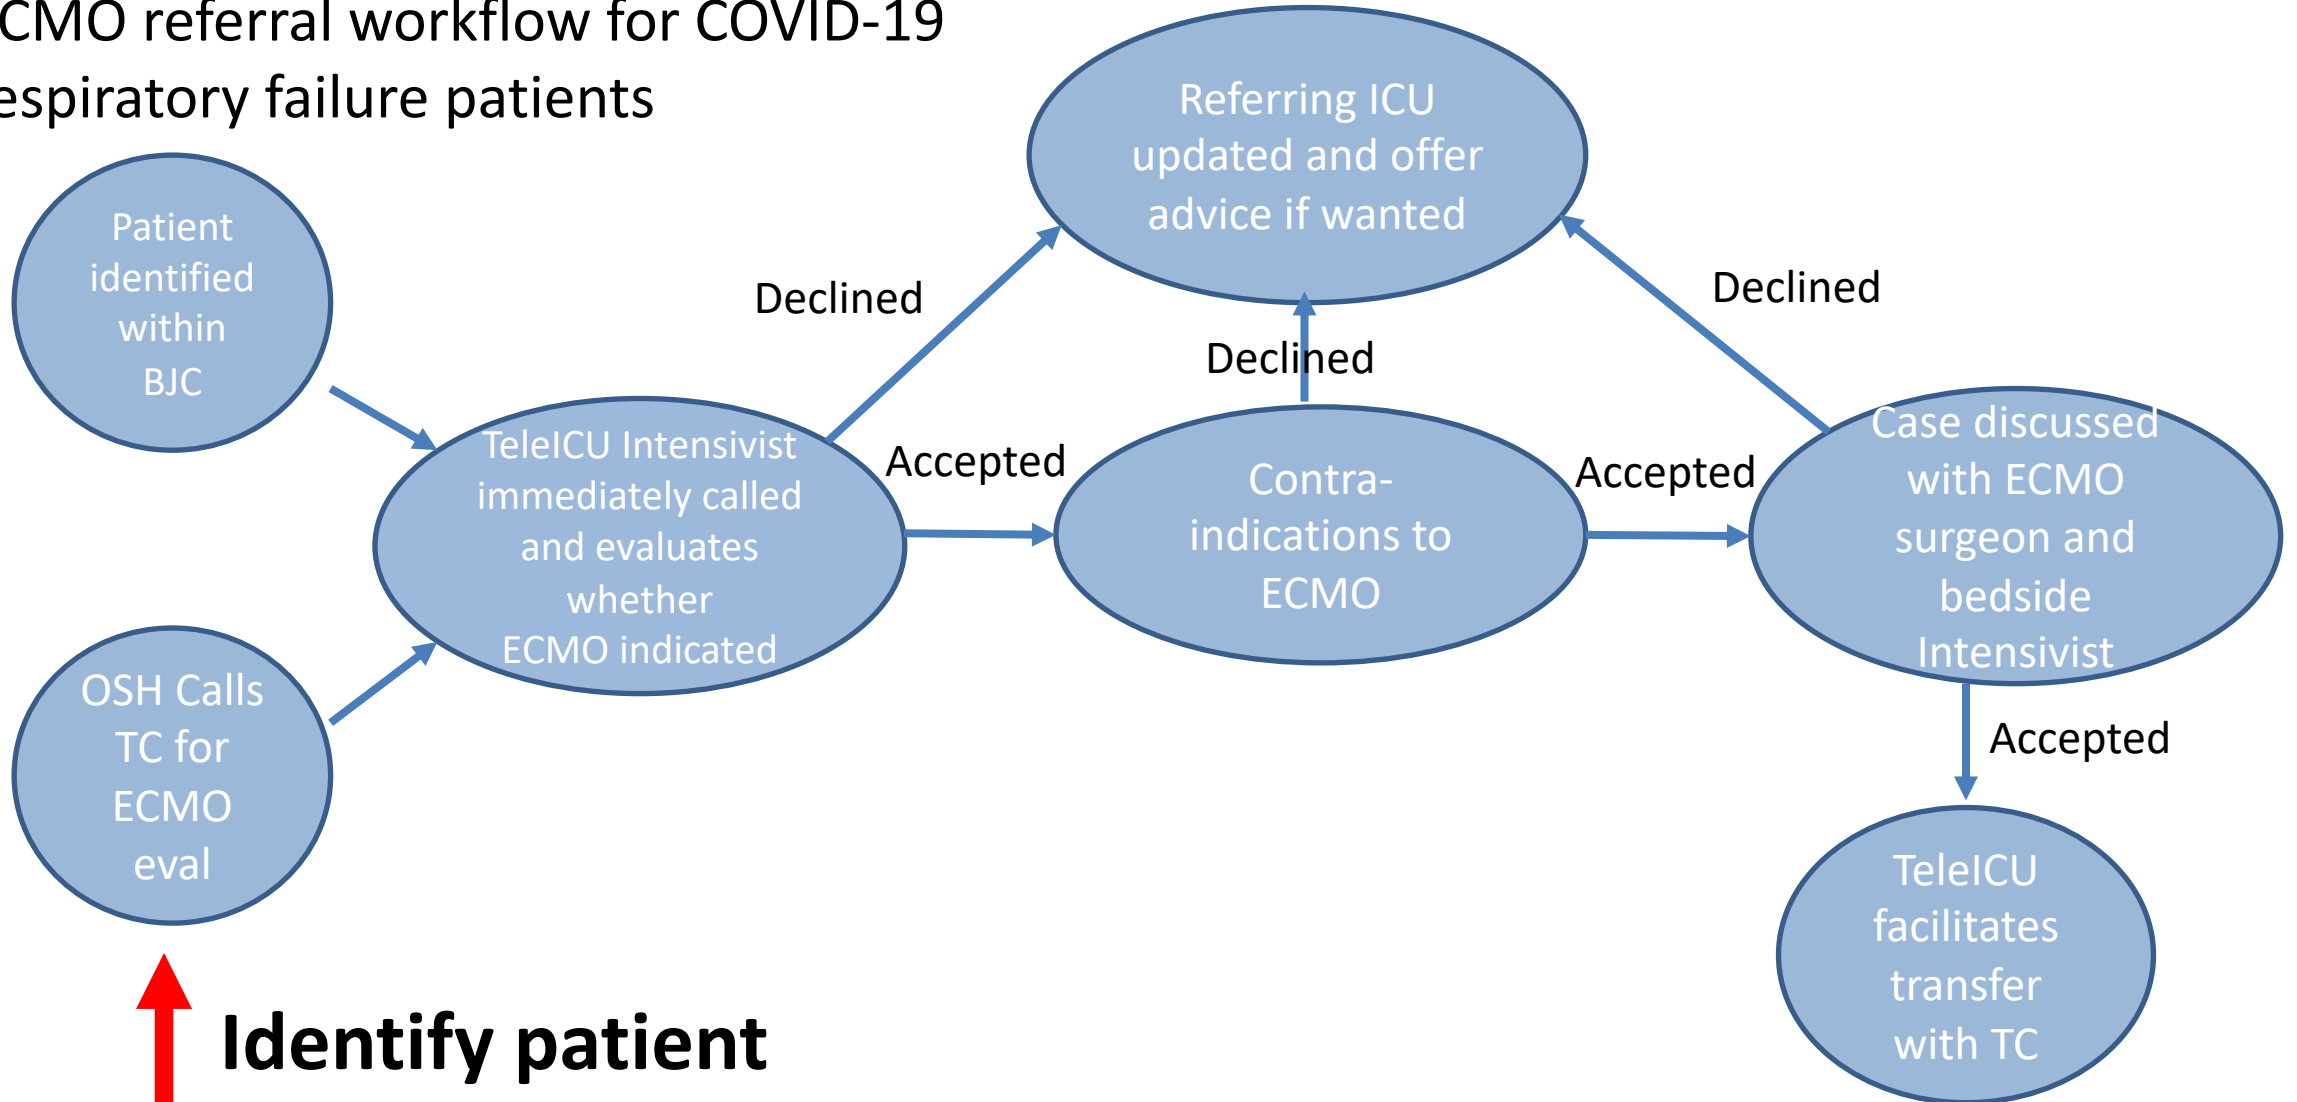 CMO referral workflow for COVID-19
espiratory failure patients
Patient
identified
within
BJC
OSH Calls
TC for
ECMO
eval
Identify patient
TeleICU Intensivist
immediately called
and evaluates
whether
ECMO indicated
Declined
Accepted
Referring ICU
updated and offer
advice if wanted
Declined
Contra-
indications to
ECMO
Declined
Accepted
Case discussed
with ECMO
surgeon and
bedside
Intensivist
Accepted
TeleICU
facilitates
transfer
with TC